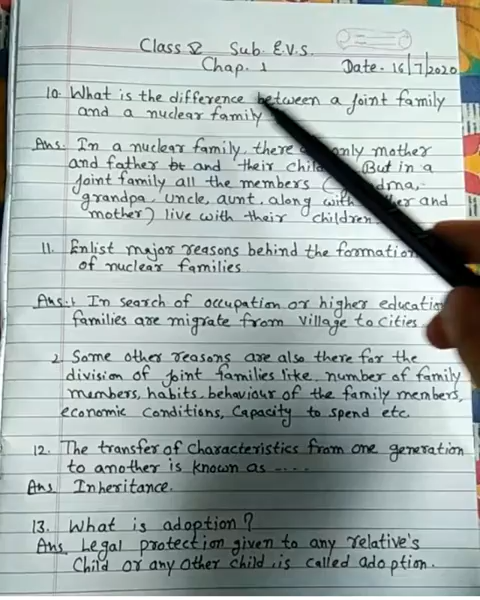 Class V Sub. E.V.S.
Chap. 1 Date. 16/7/2020
10. What is the difference between a joint family
and a nuclear family
Ans. In a nuclear family, there only mother
and father and their But in a
joint family all the members
grandpa, uncle, aunt, along with and
mother) live with their children.
11. Enlist major reasons behind the formation
of nuclear families
Ans. 1 In search of occupation or higher education
families are migrate from village to cities
2. Some other reasons are also there for the
division of joint families like, number of family
members, habits, behaviour of the family members,
economic conditions, capacity to spend etc.
12. The transfer of characteristics from one generation
to another is known as ....
Ans Inheritance.
13. What is adoption?
Ans. Legal protection given to any relative's
child or any other child, is called adoption.